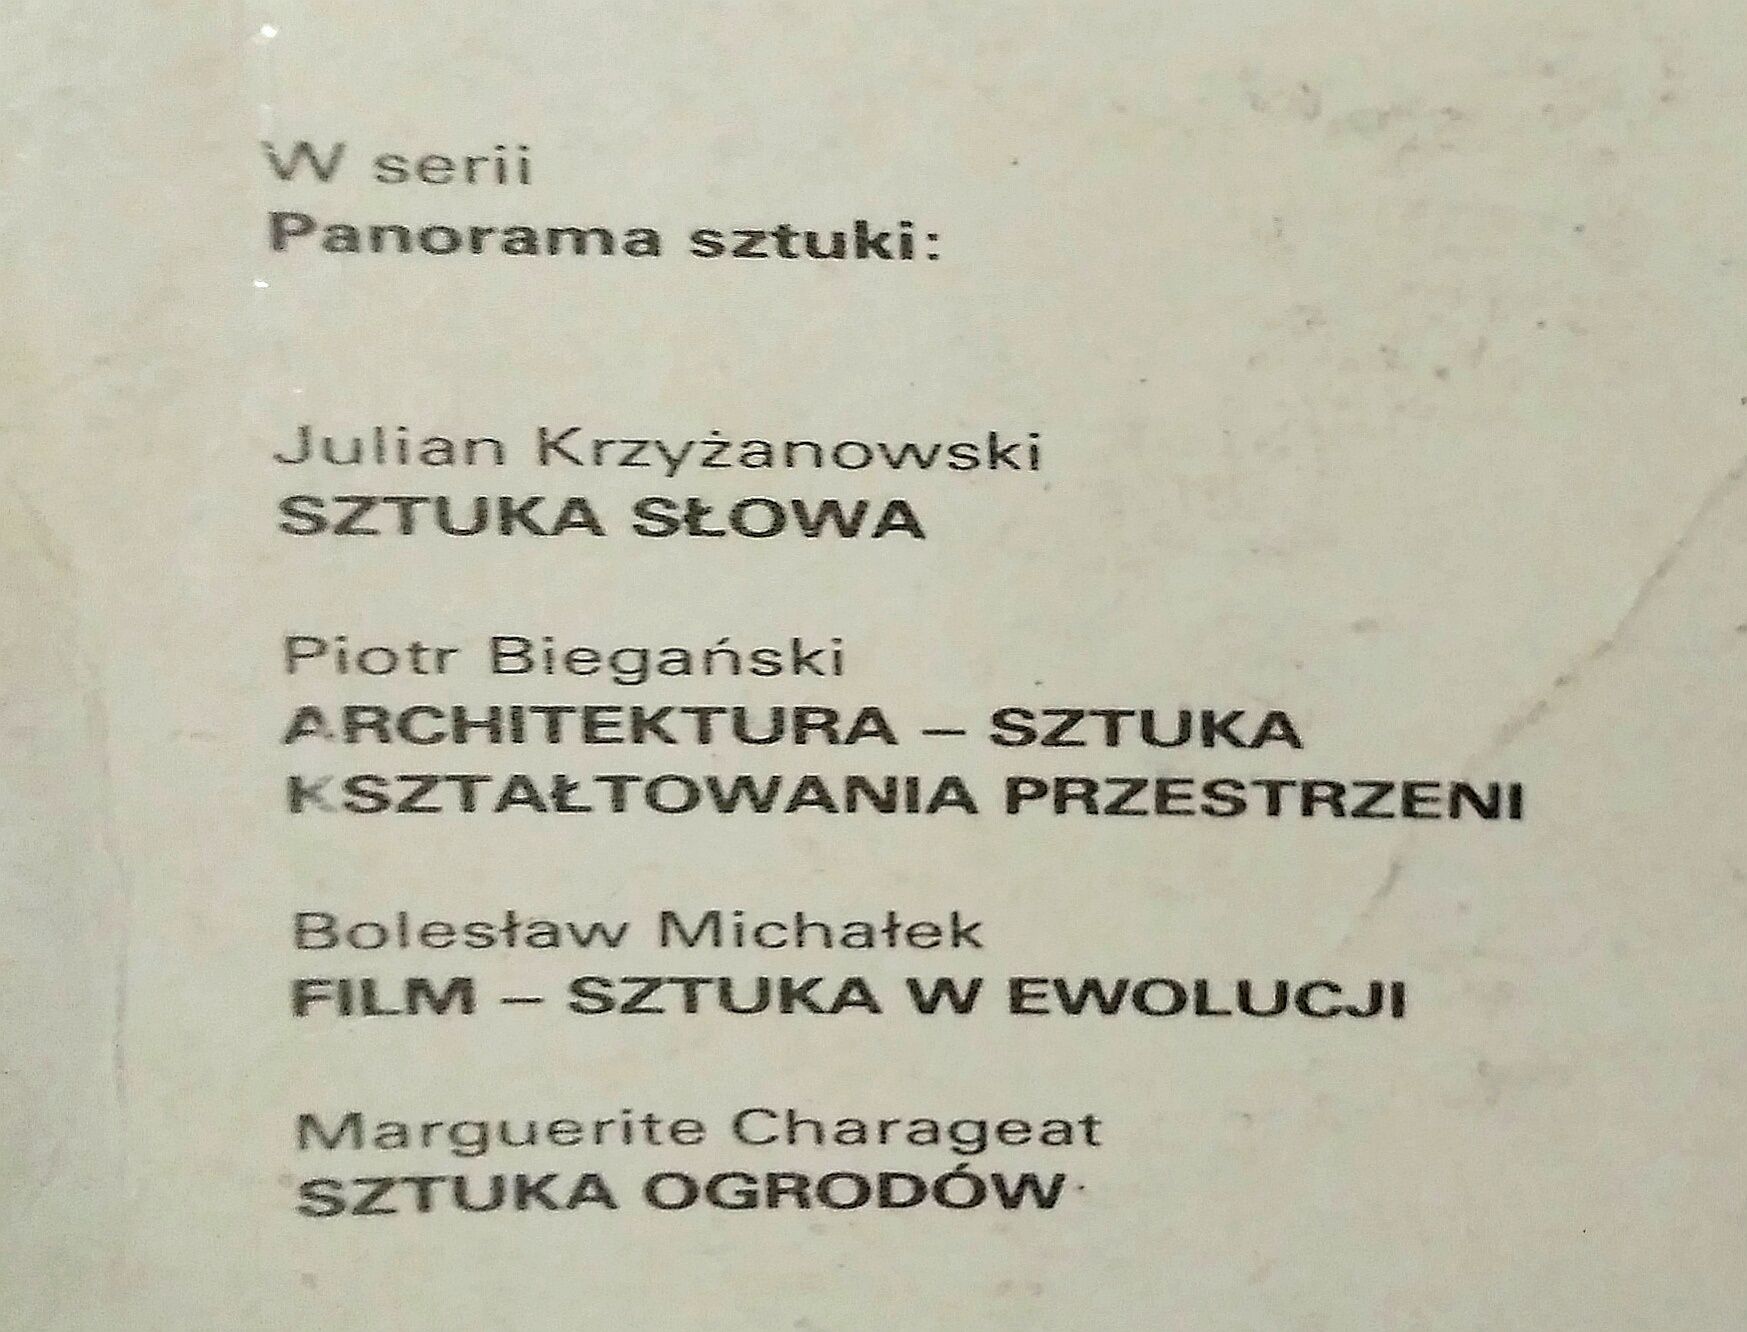 W serii
Panorama sztuki:
Julian Krzyżanowski
SZTUKA SŁOWA
Piotr Biegański
ARCHITEKTURA – SZTUKA
KSZTAŁTOWANIA PRZESTRZENI
Bolesław Michałek
FILM – SZTUKA W EWOLUCJI
Marguerite Charageat
SZTUKA OGRODÓW